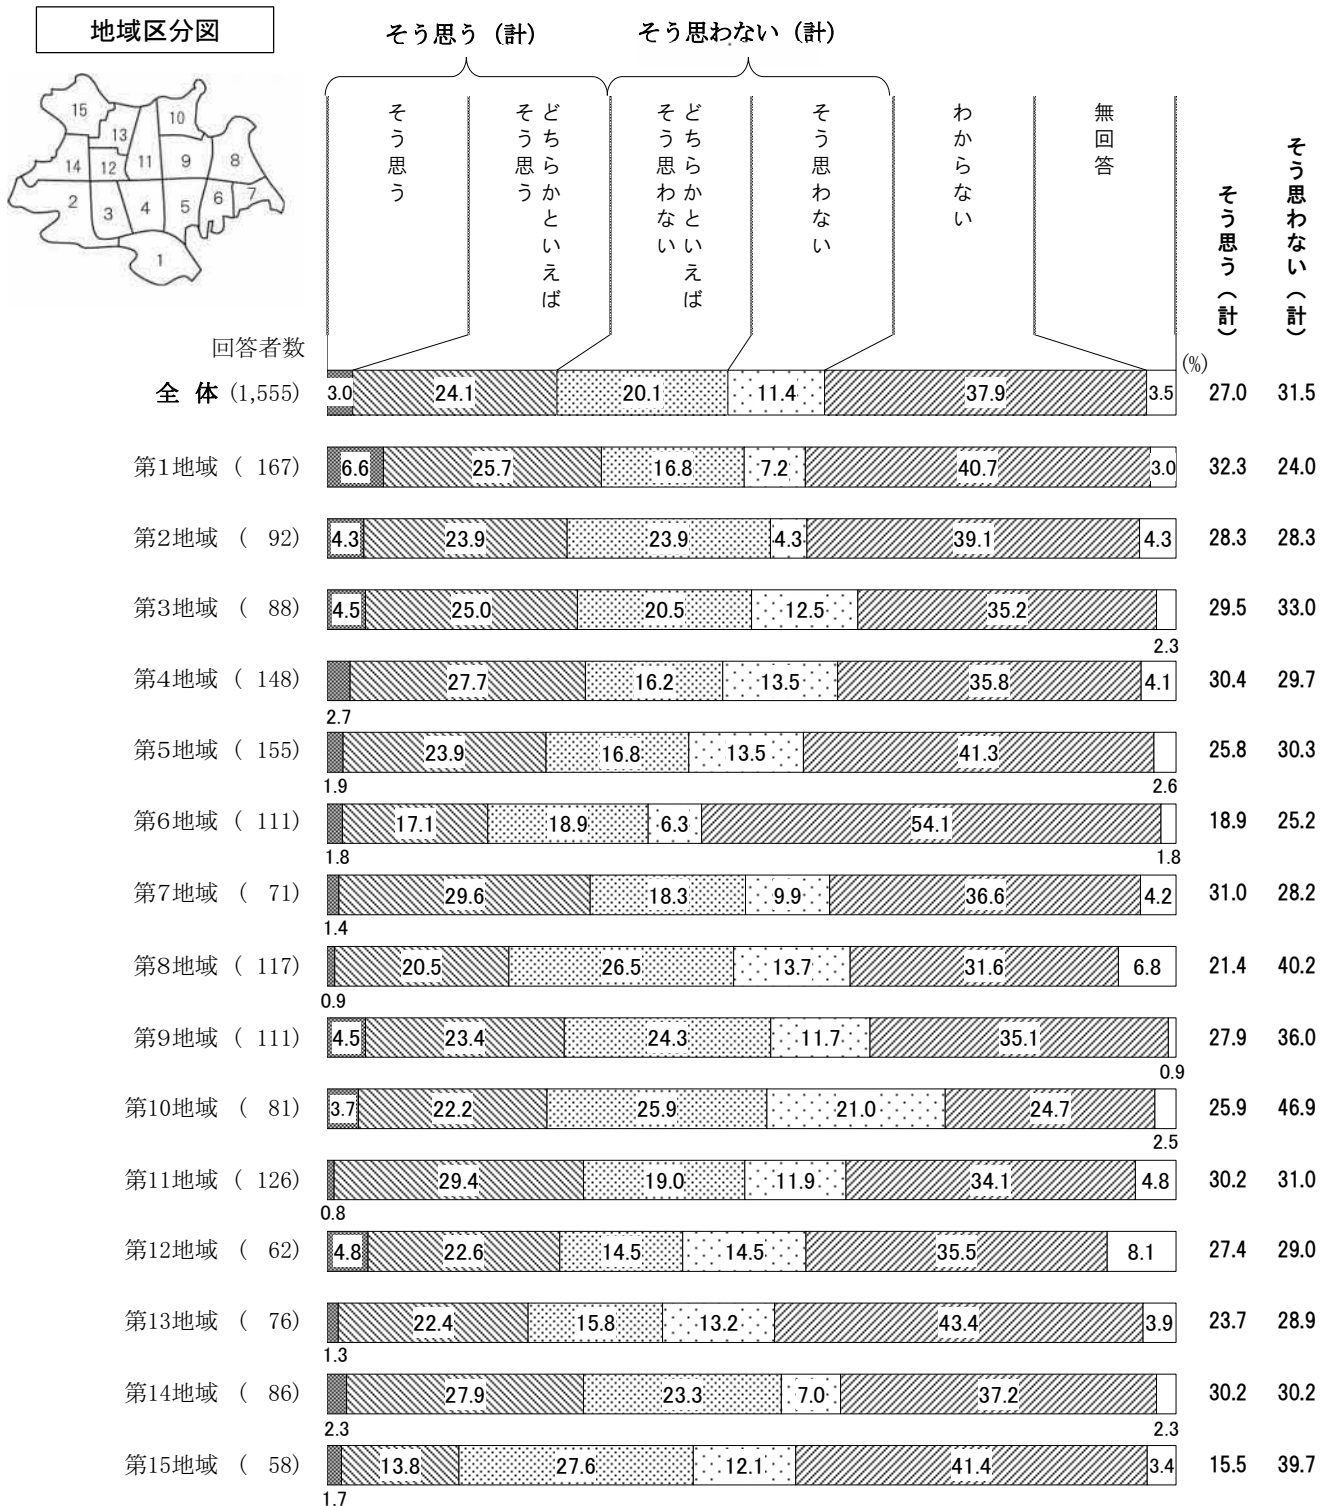 地域区分図
15
13
10
14
12
11
9
8
2
3
4
5
6
7
1
そう思う（計）
そう思わない（計）
そう思う
どちらかといえば
そう思う
どちらかといえば
そう思わない
そう思わない
わからない
無回答
そう思う（計）
そう思わない（計）
回答者数
(%)
全 体 (1,555) 3.0 24.1 20.1 11.4 37.9 3.5 27.0 31.5
第1地域 ( 167) 6.6 25.7 16.8 7.2 40.7 3.0 32.3 24.0
第2地域 ( 92) 4.3 23.9 23.9 4.3 39.1 4.3 28.3 28.3
第3地域 ( 88) 4.5 25.0 20.5 12.5 35.2 29.5 33.0
2.3
第4地域 ( 148) 27.7 16.2 13.5 35.8 4.1 30.4 29.7
2.7
第5地域 ( 155) 23.9 16.8 13.5 41.3 25.8 30.3
1.9 2.6
第6地域 ( 111) 17.1 18.9 6.3 54.1 18.9 25.2
1.8 1.8
第7地域 ( 71) 29.6 18.3 9.9 36.6 4.2 31.0 28.2
1.4
第8地域 ( 117) 20.5 26.5 13.7 31.6 6.8 21.4 40.2
0.9
第9地域 ( 111) 4.5 23.4 24.3 11.7 35.1 27.9 36.0
0.9
第10地域 ( 81) 3.7 22.2 25.9 21.0 24.7 25.9 46.9
2.5
第11地域 ( 126) 29.4 19.0 11.9 34.1 4.8 30.2 31.0
0.8
第12地域 ( 62) 4.8 22.6 14.5 14.5 35.5 8.1 27.4 29.0
第13地域 ( 76) 22.4 15.8 13.2 43.4 3.9 23.7 28.9
1.3
第14地域 ( 86) 27.9 23.3 7.0 37.2 30.2 30.2
2.3 2.3
第15地域 ( 58) 13.8 27.6 12.1 41.4 3.4 15.5 39.7
1.7